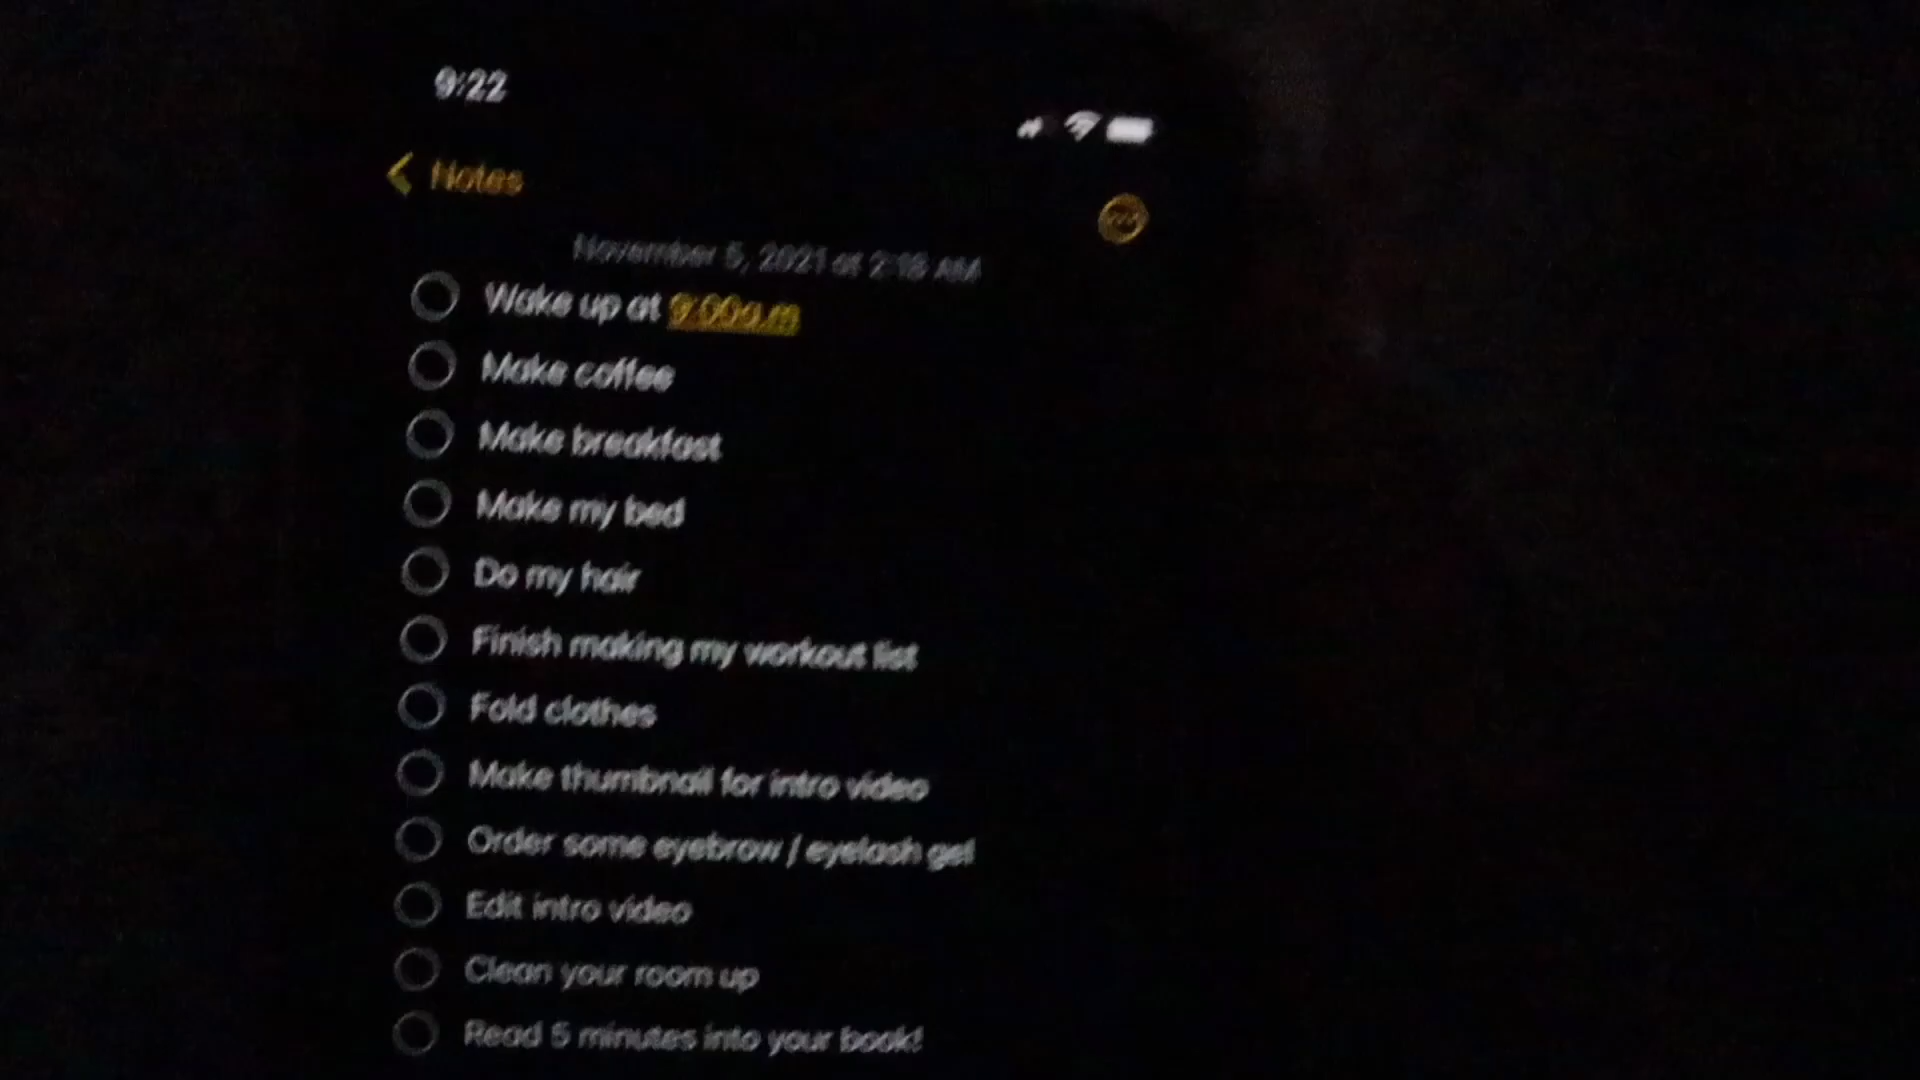 9:22
Notes
November 5, 2021 at 2:18 AM
Wake up at 9:00a.m
Make coffee
Make breakfast
Make my bed
Do my hair
Finish making my workout list
Fold clothes
Make thumbnail for intro video
Order some eyebrow / eyelash gel
Edit intro video
Clean your room up
Read 5 minutes into your book!